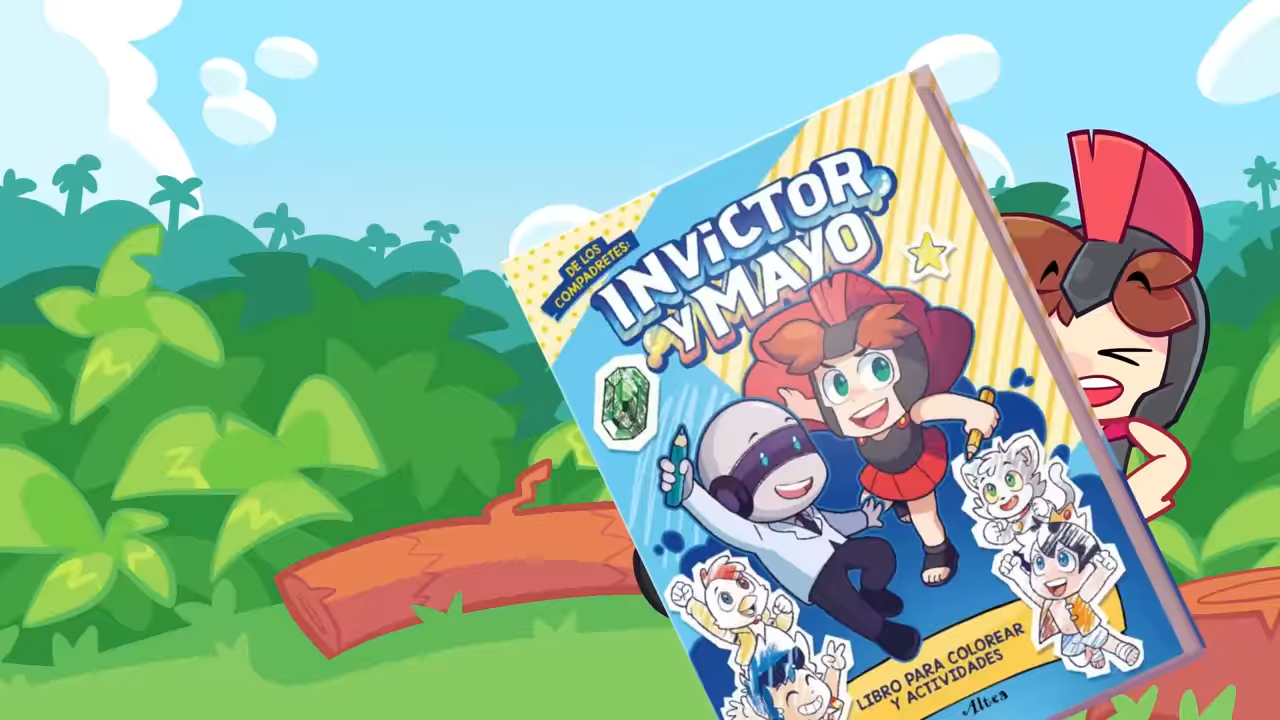 DE LOS
COMPADRETES:
INViCTOR
Y MAYO
LIBRO PARA COLOREAR
Y ACTIVIDADES
Altea